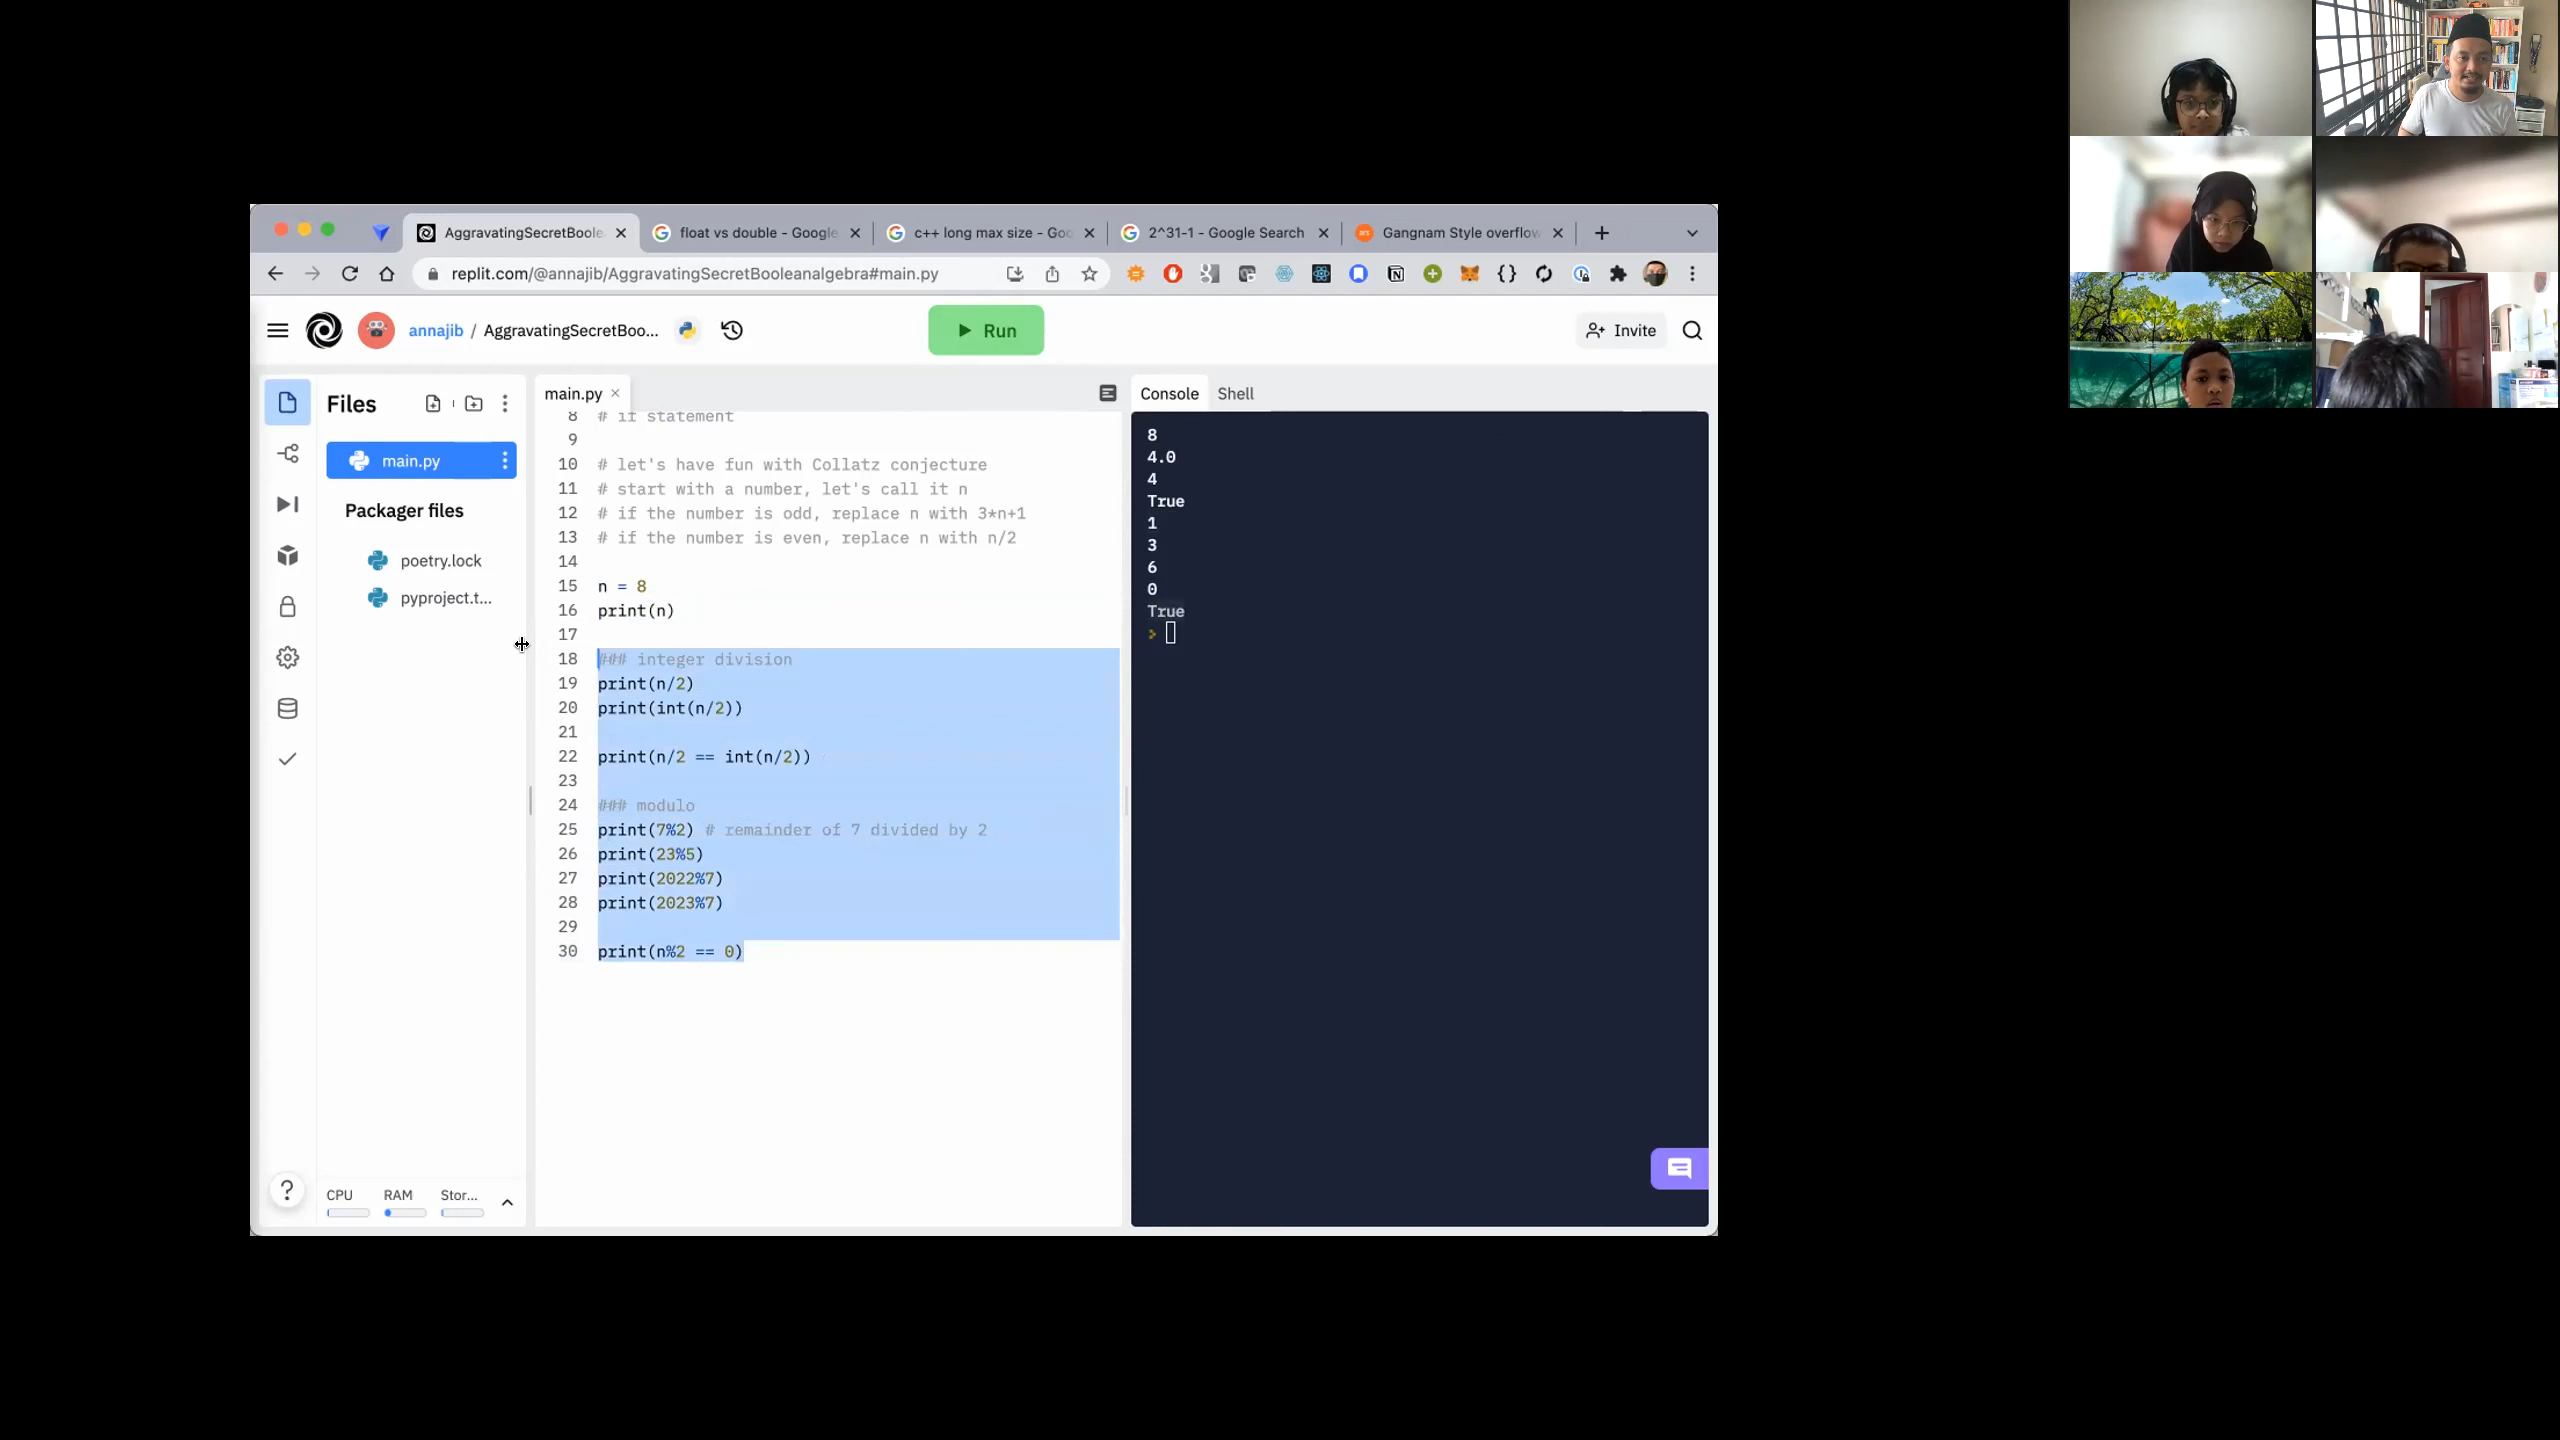 AggravatingSecretBoole
float vs double - Google
c++ long max size - Goo
2^31-1 - Google Search
Gangnam Style overflow
replit.com/@annajib/AggravatingSecretBooleanalgebra#main.py
annajib / AggravatingSecretBoo...
Run
Invite
Files
main.py
Packager files
poetry.lock
pyproject.t...
CPU RAM Stor...
main.py
8 # if statement
9
10 # let's have fun with Collatz conjecture
11 # start with a number, let's call it n
12 # if the number is odd, replace n with 3*n+1
13 # if the number is even, replace n with n/2
14
15 n = 8
16 print(n)
17
18 ### integer division
19 print(n/2)
20 print(int(n/2))
21
22 print(n/2 == int(n/2))
23
24 ### modulo
25 print(7%2) # remainder of 7 divided by 2
26 print(23%5)
27 print(2022%7)
28 print(2023%7)
29
30 print(n%2 == 0)
Console Shell
8
4.0
4
True
1
3
6
0
True